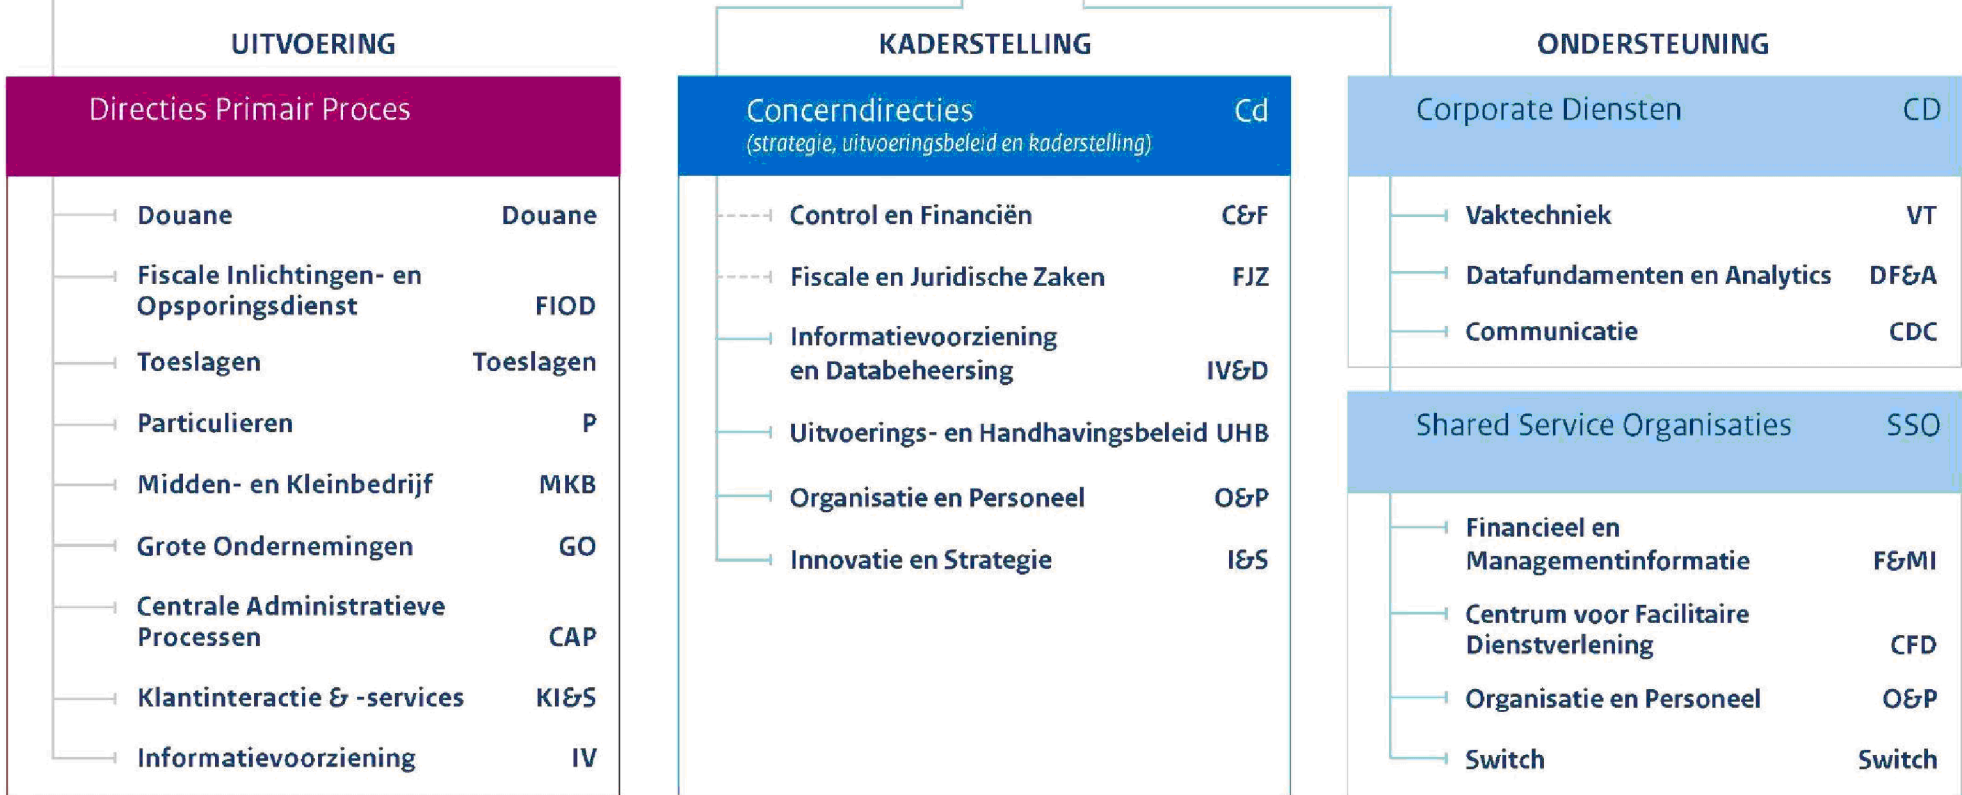 UITVOERING
Directies Primair Proces
Douane Douane
Fiscale Inlichtingen- en
Opsporingsdienst FIOD
Toeslagen Toeslagen
Particulieren P
Midden- en Kleinbedrijf MKB
Grote Ondernemingen GO
Centrale Administratieve
Processen CAP
Klantinteractie & -services KI&S
Informatievoorziening IV
KADERSTELLING
Concerndirecties Cd
(strategie, uitvoeringsbeleid en kaderstelling)
Control en Financiën C&F
Fiscale en Juridische Zaken FJZ
Informatievoorziening
en Databeheersing IV&D
Uitvoerings- en Handhavingsbeleid UHB
Organisatie en Personeel O&P
Innovatie en Strategie I&S
ONDERSTEUNING
Corporate Diensten CD
Vaktechniek VT
Datafundamenten en Analytics DF&A
Communicatie CDC
Shared Service Organisaties SSO
Financieel en
Managementinformatie F&MI
Centrum voor Facilitaire
Dienstverlening CFD
Organisatie en Personeel O&P
Switch Switch